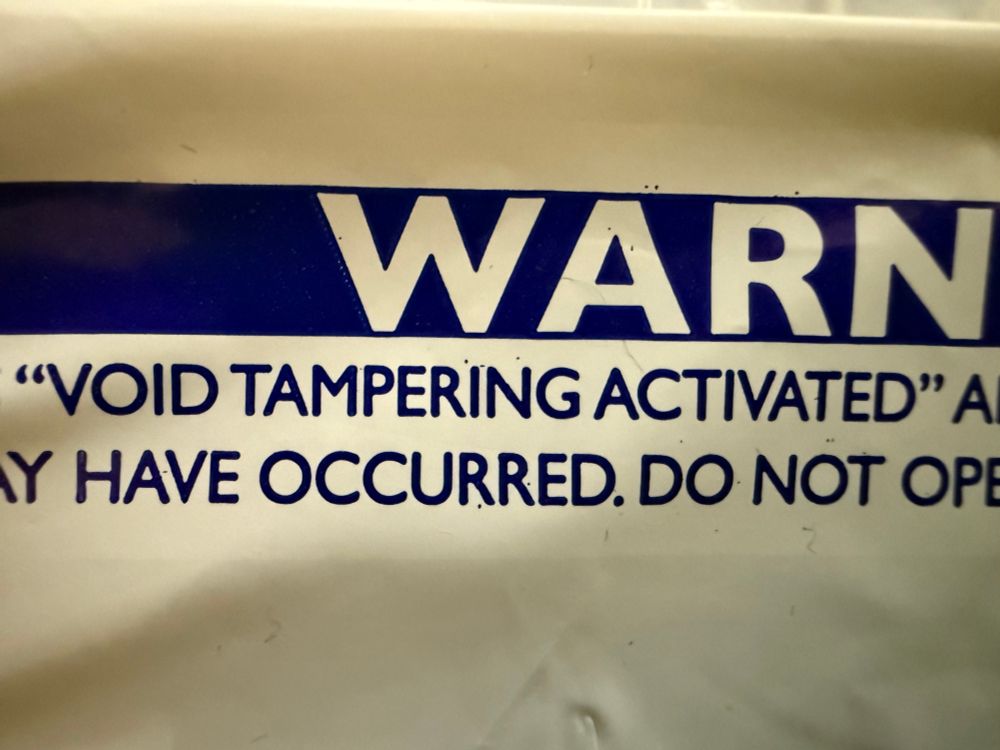 WARN
“VOID TAMPERING ACTIVATED” A
AY HAVE OCCURRED. DO NOT OPE